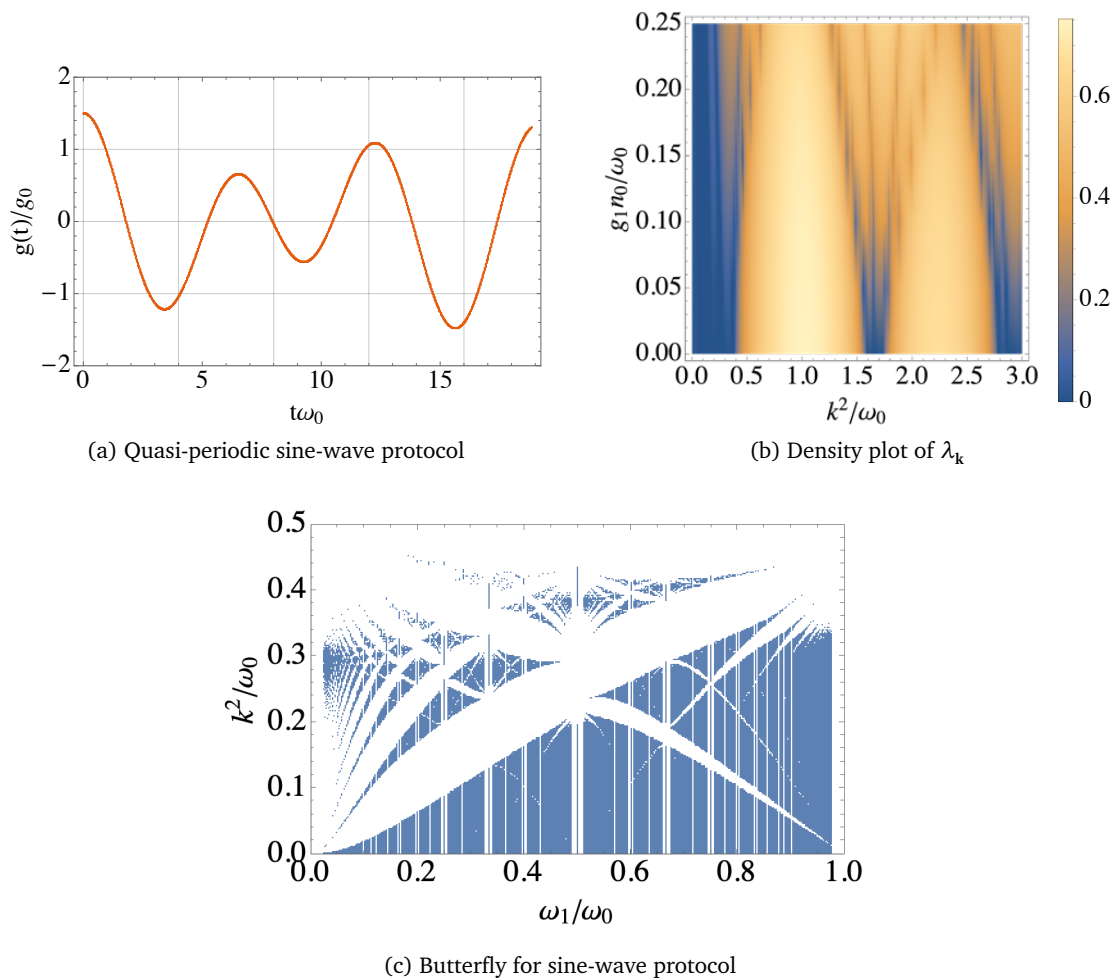 2
1
0
−1
−2
g(t)/g₀
0
5
10
15
tω₀
(a) Quasi-periodic sine-wave protocol
0.25
0.20
0.15
0.10
0.05
0.00
g₁n₀/ω₀
0.0 0.5 1.0 1.5 2.0 2.5 3.0
k²/ω₀
0.6
0.4
0.2
0
(b) Density plot of λ_k
0.5
0.4
0.3
0.2
0.1
0.0
k²/ω₀
0.0 0.2 0.4 0.6 0.8 1.0
ω₁/ω₀
(c) Butterfly for sine-wave protocol